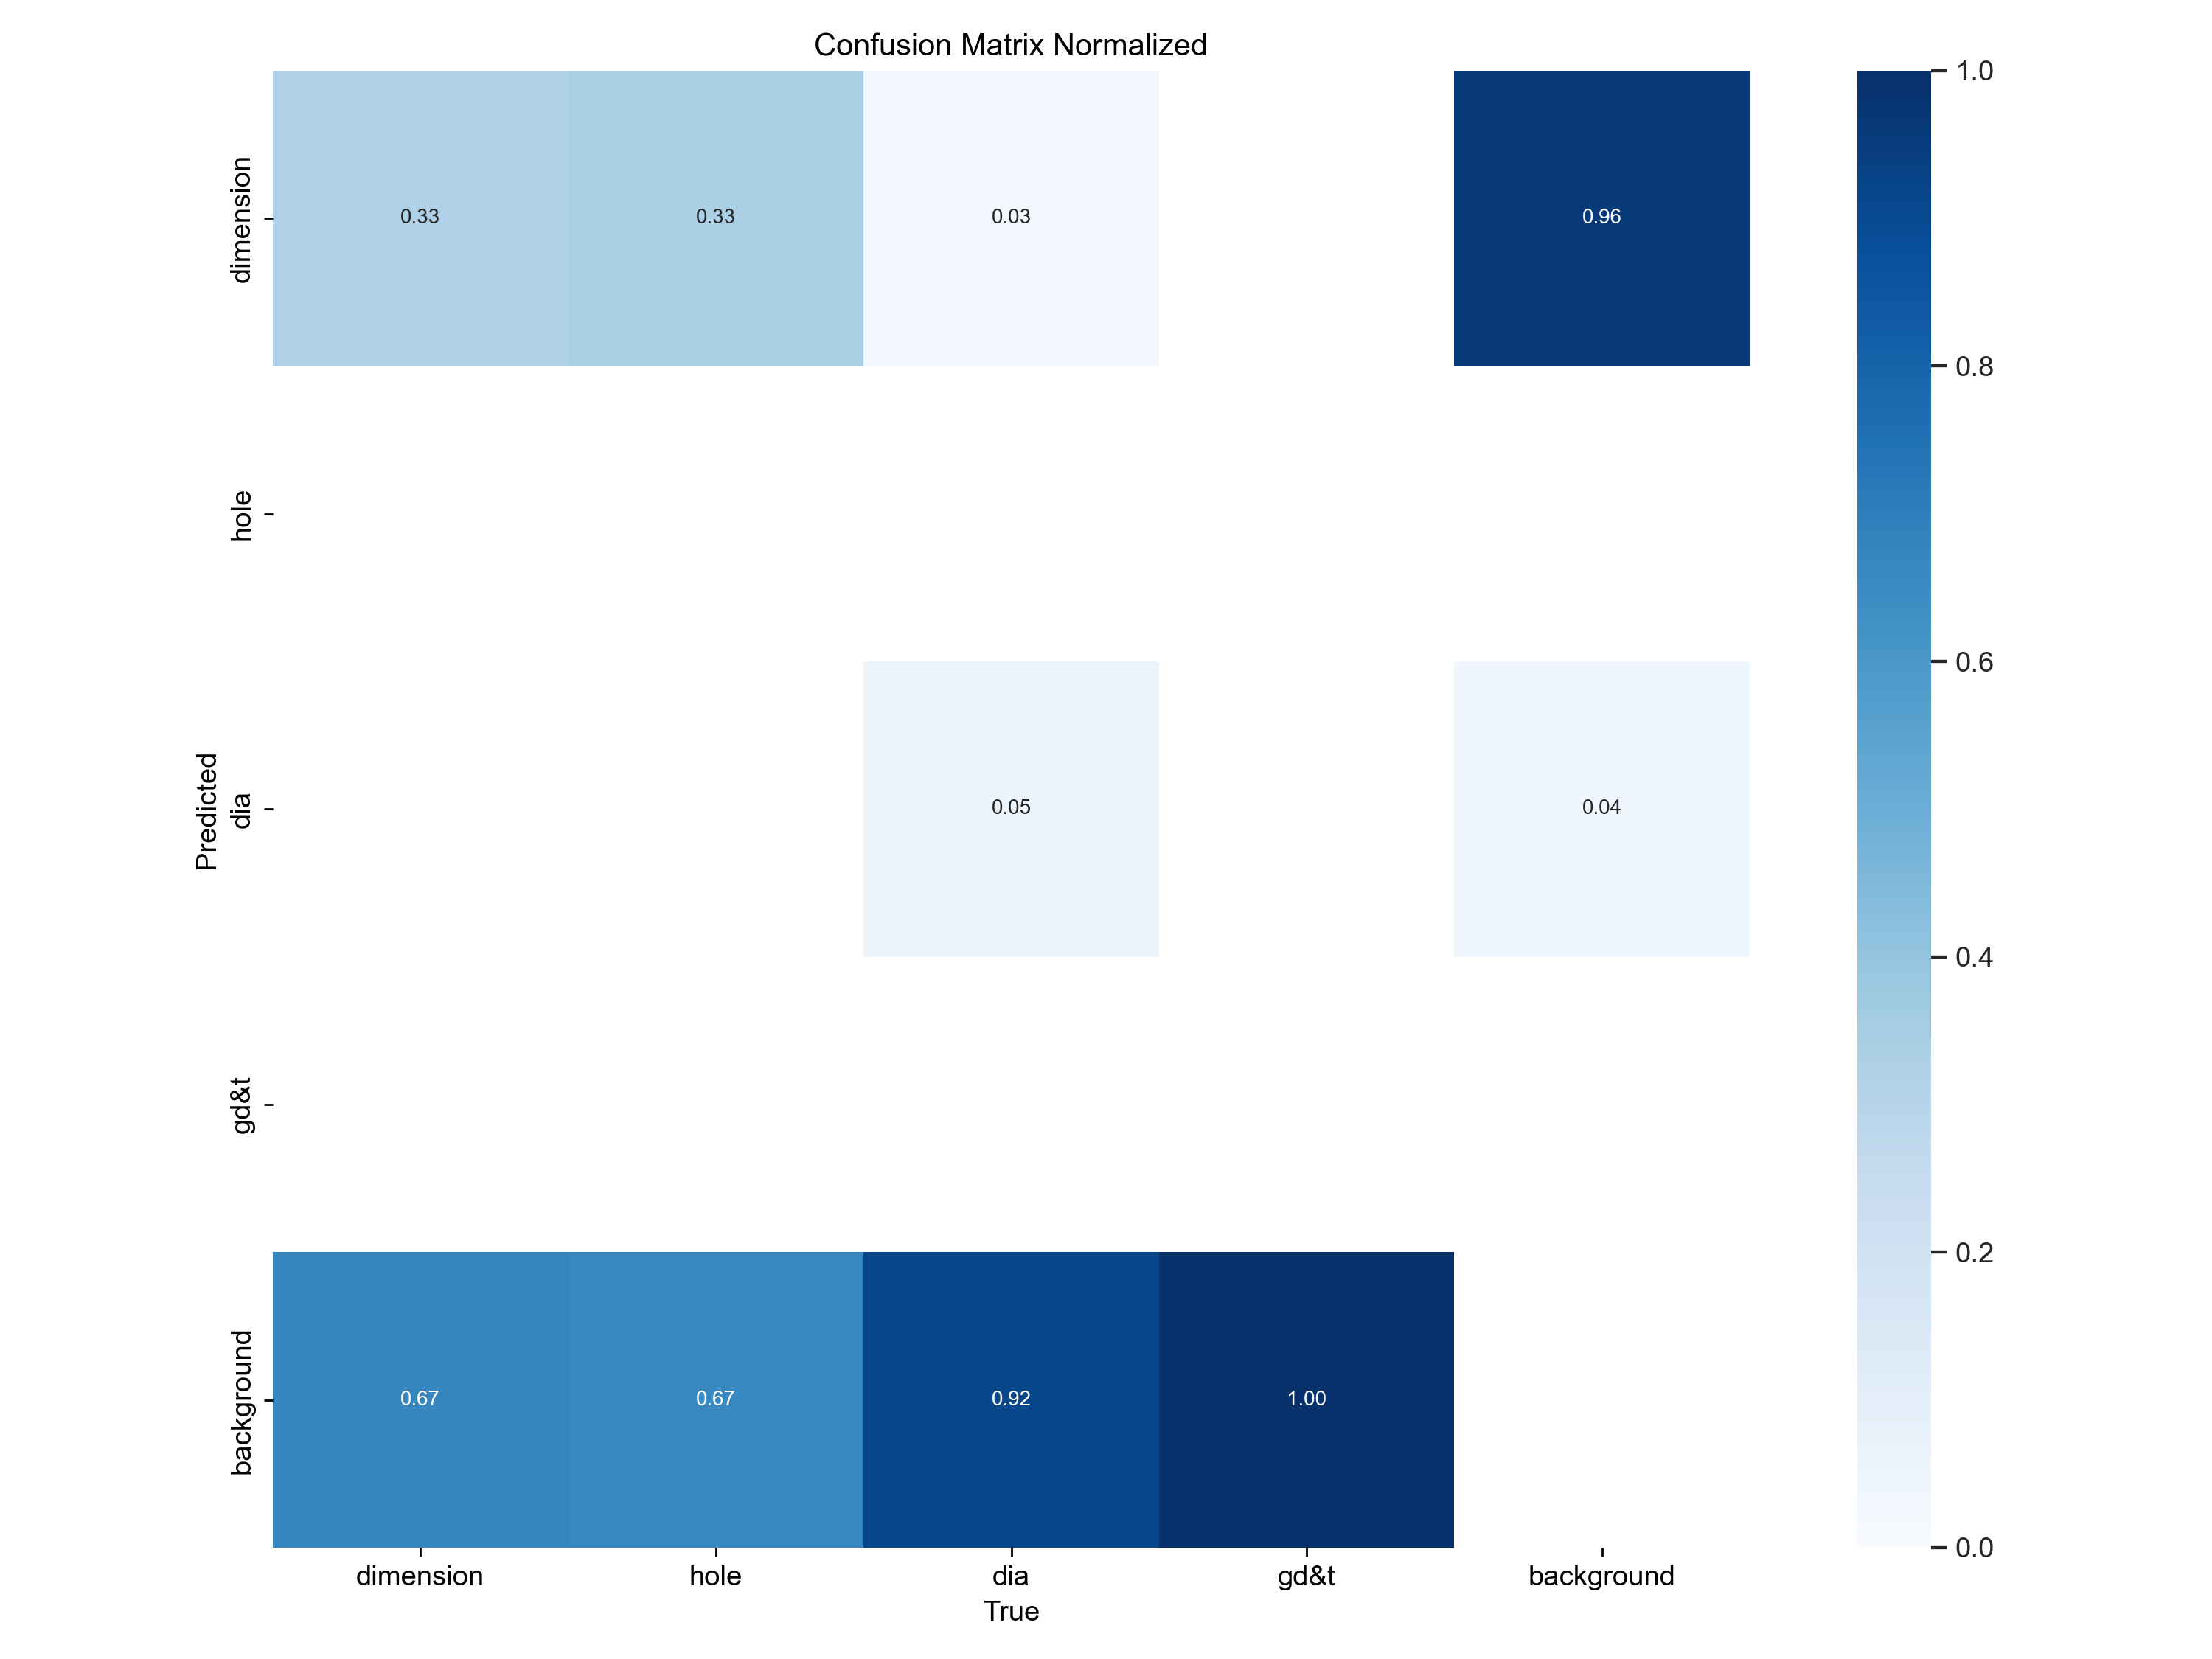 Confusion Matrix Normalized
dimension
0.33
0.33
0.03
0.96
hole
dia
0.05
0.04
gd&t
background
0.67
0.67
0.92
1.00
Predicted
dimension
hole
dia
gd&t
background
True
1.0
0.8
0.6
0.4
0.2
0.0